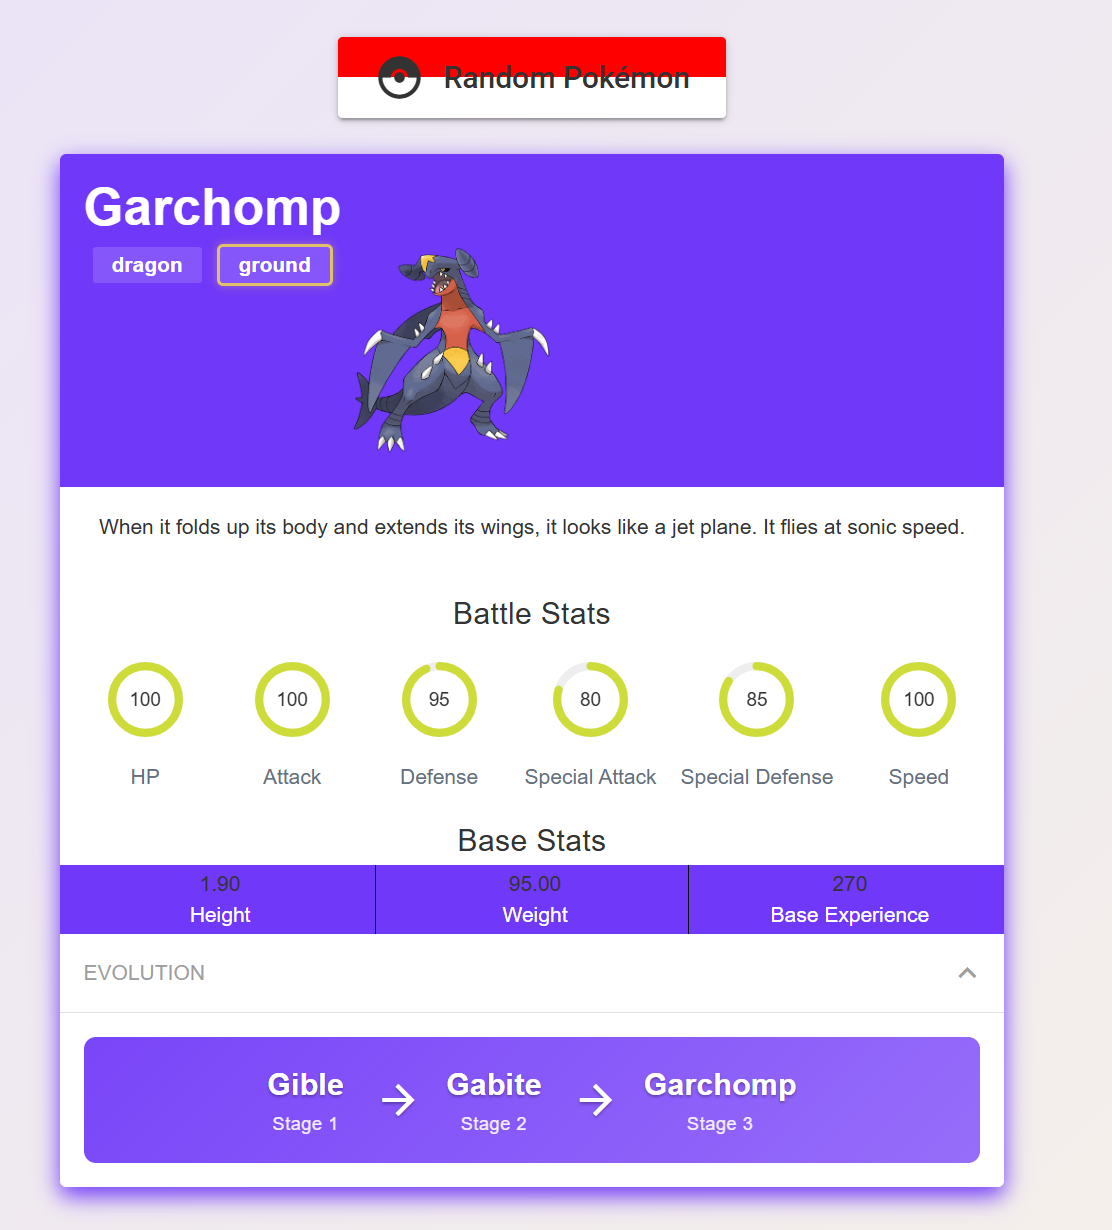 Random Pokémon
Garchomp
dragon ground
When it folds up its body and extends its wings, it looks like a jet plane. It flies at sonic speed.
Battle Stats
100 100 95 80 85 100
HP Attack Defense Special Attack Special Defense Speed
Base Stats
1.90 95.00 270
Height Weight Base Experience
EVOLUTION
Gible Gabite Garchomp
Stage 1 Stage 2 Stage 3